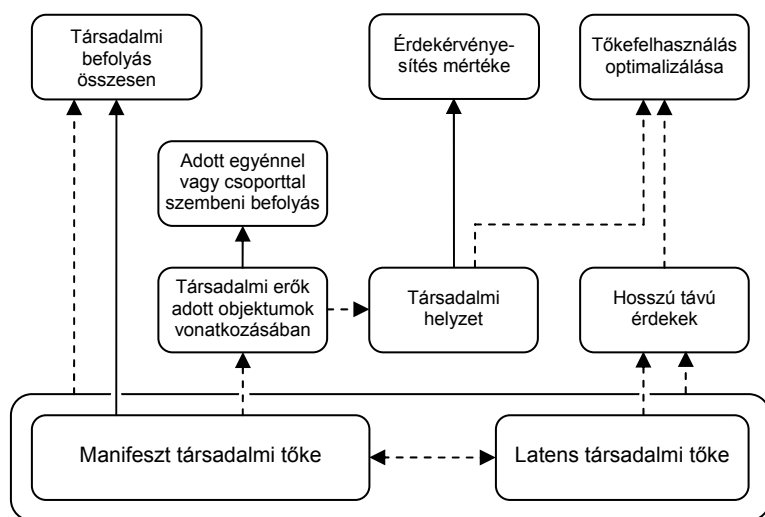 Társadalmi
befolyás
összesen
Érdekérvénye-
sítés mértéke
Tőkefelhasználás
optimalizálása
Adott egyénnel
vagy csoporttal
szembeni befolyás
Társadalmi erők
adott objektumok
vonatkozásában
Társadalmi
helyzet
Hosszú távú
érdekek
Manifeszt társadalmi tőke
Latens társadalmi tőke